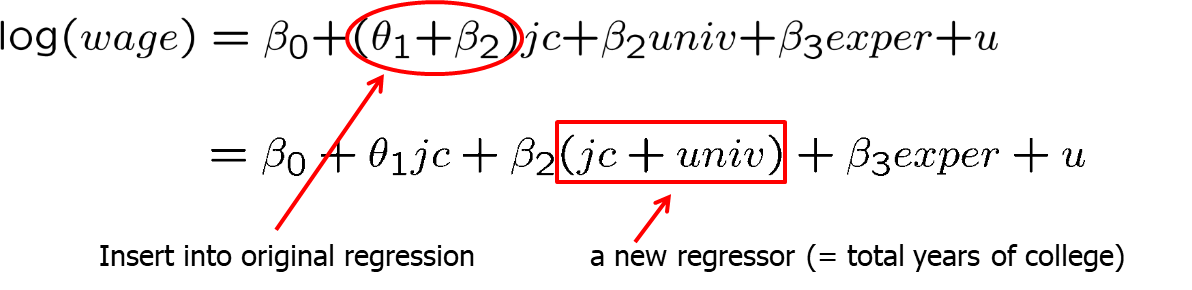 log(wage) = β₀+(θ₁+β₂)jc+β₂univ+β₃exper+u
= β₀ + θ₁jc + β₂(jc + univ) + β₃exper + u
Insert into original regression
a new regressor (= total years of college)